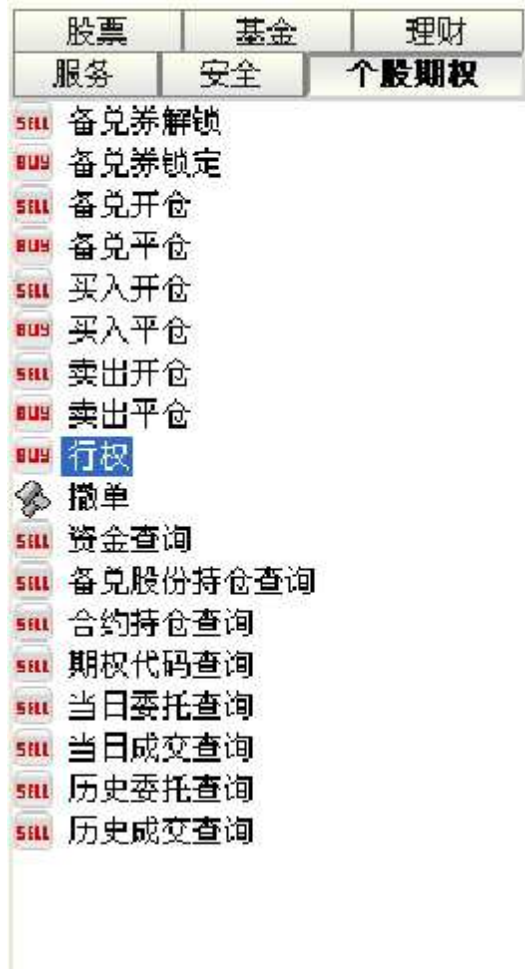 股票 基金 理财
服务 安全 个股期权
SELL 备兑券解锁
BUY 备兑券锁定
SELL 备兑开仓
BUY 备兑平仓
SELL 买入开仓
BUY 买入平仓
SELL 卖出开仓
BUY 卖出平仓
BUY 行权
撤单
SELL 资金查询
SELL 备兑股份持仓查询
SELL 合约持仓查询
SELL 期权代码查询
SELL 当日委托查询
SELL 当日成交查询
SELL 历史委托查询
SELL 历史成交查询